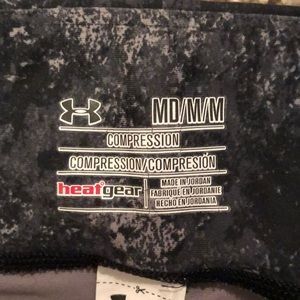 MD/M/M
COMPRESSION
COMPRESSION/COMPRESIÓN
heatgear
MADE IN JORDAN
FABRIQUÉ EN JORDANIE
HECHO EN JORDANIA